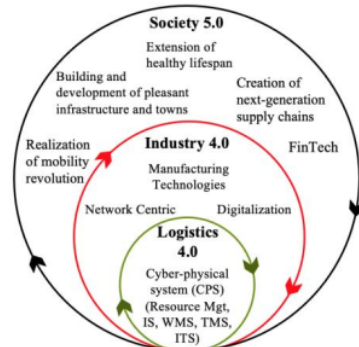 Society 5.0
Extension of
healthy lifespan
Building and
development of pleasant
infrastructure and towns
Creation of
next-generation
supply chains
Realization
of mobility
revolution
FinTech
Industry 4.0
Manufacturing
Technologies
Network Centric
Digitalization
Logistics
4.0
Cyber-physical
system (CPS)
(Resource Mgt,
IS, WMS, TMS,
ITS)